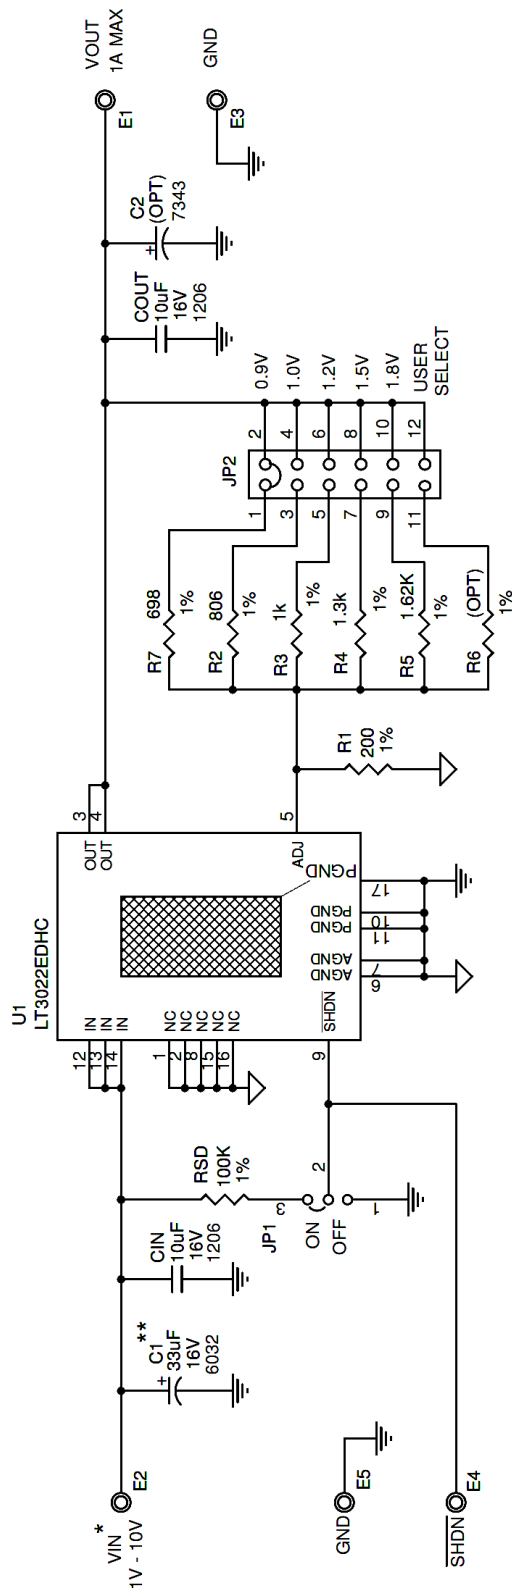 VOUT
1A MAX
E1
GND
E3
C2
(OPT)
7343
+
COUT
10uF
16V
1206
JP2
2
4
6
8
10
12
0.9V
1.0V
1.2V
1.5V
1.8V
USER
SELECT
1
3
5
7
9
11
R7
698
1%
R2
806
1%
R3
1k
1%
R4
1.3k
1%
R5
1.62K
1%
R6
(OPT)
1%
R1
200
1%
3
4
5
OUT
OUT
ADJ
U1
LT3022EDHC
PGND
17
PGND
10
PGND
11
AGND
7
AGND
6
IN
IN
IN
12
13
14
NC
NC
NC
NC
NC
1
2
8
15
16
SHDN
9
RSD
100K
1%
JP1
3
2
1
ON
OFF
CIN
10uF
16V
1206
**
C1
33uF
16V
6032
+
E2
*
VIN
1V - 10V
GND
E5
SHDN
E4